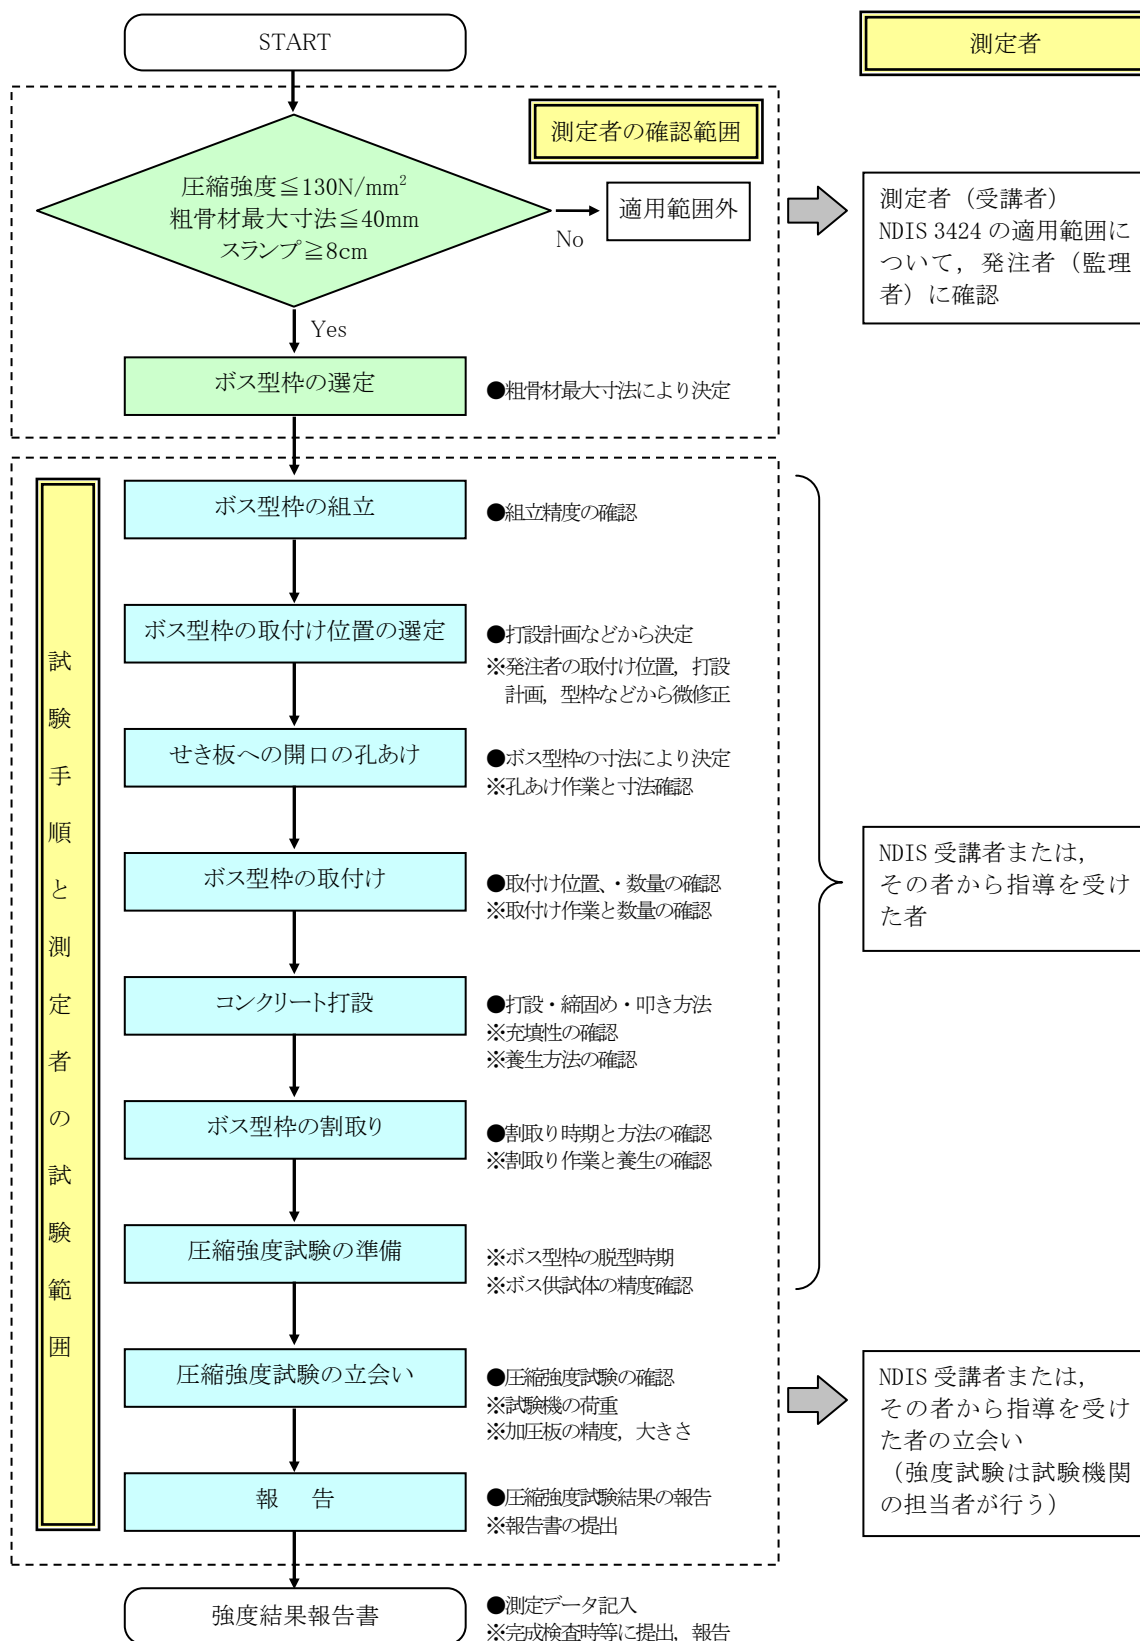 START
測定者
測定者の確認範囲
圧縮強度≦130N/mm²
粗骨材最大寸法≦40mm
スランプ≧8cm
No
適用範囲外
測定者（受講者）
NDIS 3424 の適用範囲に
ついて，発注者（監理
者）に確認
Yes
ボス型枠の選定
●粗骨材最大寸法により決定
試験手順と測定者の試験範囲
ボス型枠の組立
●組立精度の確認
ボス型枠の取付け位置の選定
●打設計画などから決定
※発注者の取付け位置，打設
計画，型枠などから微修正
せき板への開口の孔あけ
●ボス型枠の寸法により決定
※孔あけ作業と寸法確認
ボス型枠の取付け
●取付け位置、・数量の確認
※取付け作業と数量の確認
NDIS 受講者または，
その者から指導を受け
た者
コンクリート打設
●打設・締固め・叩き方法
※充填性の確認
※養生方法の確認
ボス型枠の割取り
●割取り時期と方法の確認
※割取り作業と養生の確認
圧縮強度試験の準備
※ボス型枠の脱型時期
※ボス供試体の精度確認
圧縮強度試験の立会い
●圧縮強度試験の確認
※試験機の荷重
※加圧板の精度，大きさ
NDIS 受講者または，
その者から指導を受け
た者の立会い
（強度試験は試験機関
の担当者が行う）
報　告
●圧縮強度試験結果の報告
※報告書の提出
強度結果報告書
●測定データ記入
※完成検査時等に提出，報告